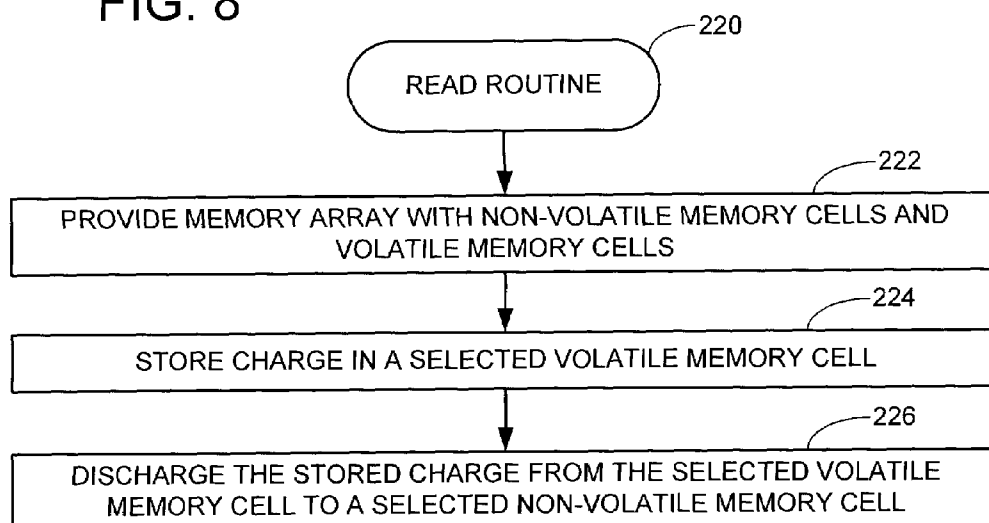 FIG. 8
220
READ ROUTINE
222
PROVIDE MEMORY ARRAY WITH NON-VOLATILE MEMORY CELLS AND
VOLATILE MEMORY CELLS
224
STORE CHARGE IN A SELECTED VOLATILE MEMORY CELL
226
DISCHARGE THE STORED CHARGE FROM THE SELECTED VOLATILE
MEMORY CELL TO A SELECTED NON-VOLATILE MEMORY CELL